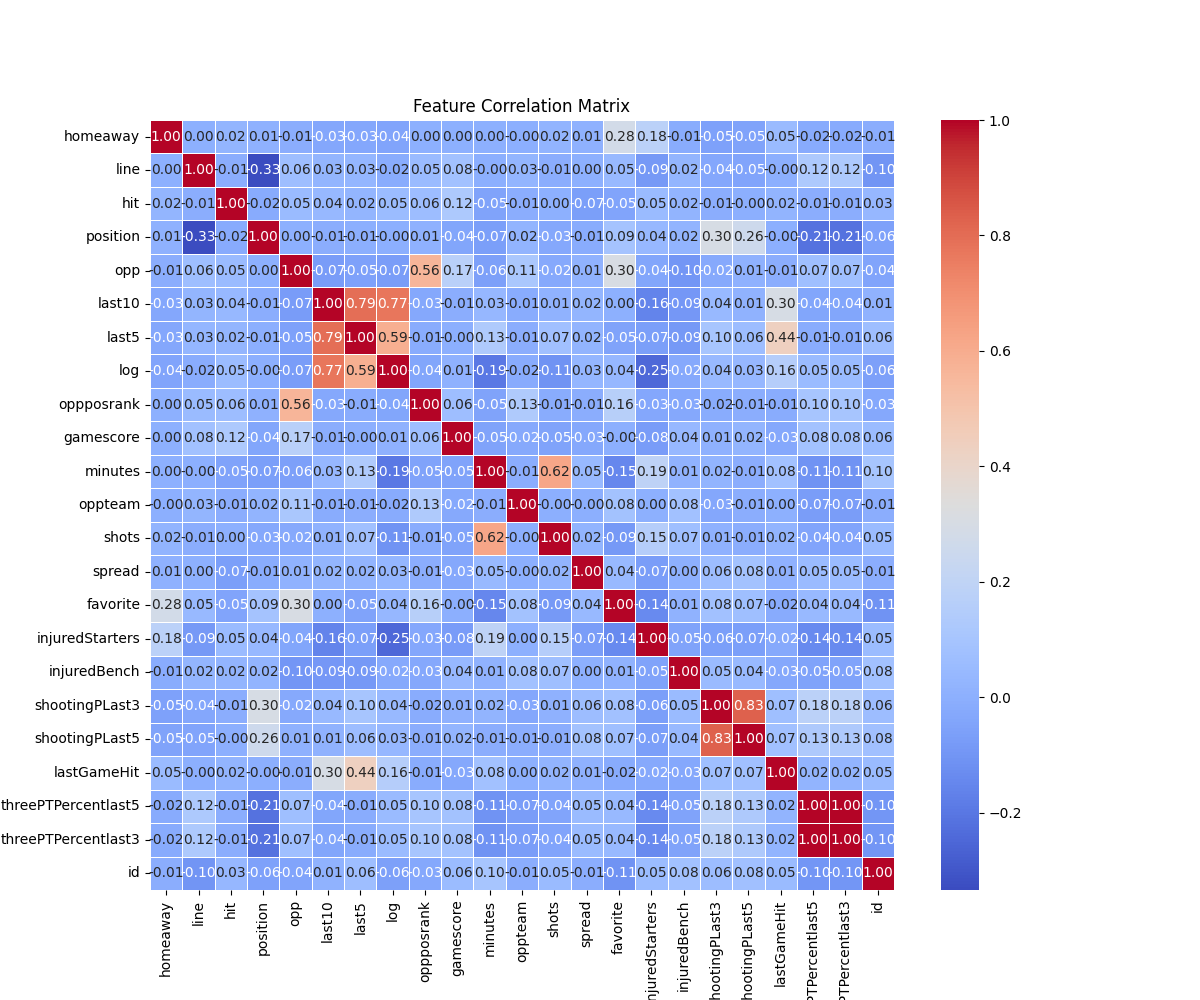 Feature Correlation Matrix
homeaway 1.00 0.00 0.02 0.01 -0.01 -0.03 -0.03 -0.04 0.00 0.00 0.00 -0.00 0.02 0.01 0.28 0.18 -0.01 -0.05 -0.05 0.05 -0.02 -0.02 -0.01
line 0.00 1.00 -0.01 -0.33 0.06 0.03 0.03 -0.02 0.05 0.08 -0.00 0.03 -0.01 0.00 0.05 -0.09 0.02 -0.04 -0.05 -0.00 0.12 0.12 -0.10
hit 0.02 -0.01 1.00 -0.02 0.05 0.04 0.02 0.05 0.06 0.12 -0.05 -0.01 0.00 -0.07 -0.05 0.05 0.02 -0.01 -0.00 0.02 -0.01 -0.01 0.03
position 0.01 -0.33 -0.02 1.00 0.00 -0.01 -0.01 -0.00 0.01 -0.04 -0.07 0.02 -0.03 -0.01 0.09 0.04 0.02 0.30 0.26 -0.00 -0.21 -0.21 -0.06
opp -0.01 0.06 0.05 0.00 1.00 -0.07 -0.05 -0.07 0.56 0.17 -0.06 0.11 -0.02 0.01 0.30 -0.04 -0.10 -0.02 0.01 -0.01 0.07 0.07 -0.04
last10 -0.03 0.03 0.04 -0.01 -0.07 1.00 0.79 0.77 -0.03 -0.01 0.03 -0.01 0.01 0.02 0.00 -0.16 -0.09 0.04 0.01 0.30 -0.04 -0.04 0.01
last5 -0.03 0.03 0.02 -0.01 -0.05 0.79 1.00 0.59 -0.01 -0.00 0.13 -0.01 0.07 0.02 -0.05 -0.07 -0.09 0.10 0.06 0.44 -0.01 -0.01 0.06
log -0.04 -0.02 0.05 -0.00 -0.07 0.77 0.59 1.00 -0.04 0.01 -0.19 -0.02 -0.11 0.03 0.04 -0.25 -0.02 0.04 0.03 0.16 0.05 0.05 -0.06
oppposrank 0.00 0.05 0.06 0.01 0.56 -0.03 -0.01 -0.04 1.00 0.06 -0.05 0.13 -0.01 -0.01 0.16 -0.03 -0.03 -0.02 -0.01 -0.01 0.10 0.10 -0.03
gamescore 0.00 0.08 0.12 -0.04 0.17 -0.01 -0.00 0.01 0.06 1.00 -0.05 -0.02 -0.05 -0.03 -0.00 -0.08 0.04 0.01 0.02 -0.03 0.08 0.08 0.06
minutes 0.00 -0.00 -0.05 -0.07 -0.06 0.03 0.13 -0.19 -0.05 -0.05 1.00 -0.01 0.62 0.05 -0.15 0.19 0.01 0.02 -0.01 0.08 -0.11 -0.11 0.10
oppteam -0.00 0.03 -0.01 0.02 0.11 -0.01 -0.01 -0.02 0.13 -0.02 -0.01 1.00 -0.00 -0.00 0.08 0.00 0.08 -0.03 -0.01 0.00 -0.07 -0.07 -0.01
shots 0.02 -0.01 0.00 -0.03 -0.02 0.01 0.07 -0.11 -0.01 -0.05 0.62 -0.00 1.00 0.02 -0.09 0.15 0.07 0.01 -0.01 0.02 -0.04 -0.04 0.05
spread 0.01 0.00 -0.07 -0.01 0.01 0.02 0.02 0.03 -0.01 -0.03 0.05 -0.00 0.02 1.00 0.04 -0.07 0.00 0.06 0.08 0.01 0.05 0.05 -0.01
favorite 0.28 0.05 -0.05 0.09 0.30 0.00 -0.05 0.04 0.16 -0.00 -0.15 0.08 -0.09 0.04 1.00 -0.14 0.01 0.08 0.07 -0.02 0.04 0.04 -0.11
injuredStarters 0.18 -0.09 0.05 0.04 -0.04 -0.16 -0.07 -0.25 -0.03 -0.08 0.19 0.00 0.15 -0.07 -0.14 1.00 -0.05 -0.06 -0.07 -0.02 -0.14 -0.14 0.05
injuredBench -0.01 0.02 0.02 0.02 -0.10 -0.09 -0.09 -0.02 -0.03 0.04 0.01 0.08 0.07 0.00 0.01 -0.05 1.00 0.05 0.04 -0.03 -0.05 -0.05 0.08
shootingPLast3 -0.05 -0.04 -0.01 0.30 -0.02 0.04 0.10 0.04 -0.02 0.01 0.02 -0.03 0.01 0.06 0.08 -0.06 0.05 1.00 0.83 0.07 0.18 0.18 0.06
shootingPLast5 -0.05 -0.05 -0.00 0.26 0.01 0.01 0.06 0.03 -0.01 0.02 -0.01 -0.01 -0.01 0.08 0.07 -0.07 0.04 0.83 1.00 0.07 0.13 0.13 0.08
lastGameHit 0.05 -0.00 0.02 -0.00 -0.01 0.30 0.44 0.16 -0.01 -0.03 0.08 0.00 0.02 0.01 -0.02 -0.02 -0.03 0.07 0.07 1.00 0.02 0.02 0.05
threePTPercentlast5 -0.02 0.12 -0.01 -0.21 0.07 -0.04 -0.01 0.05 0.10 0.08 -0.11 -0.07 -0.04 0.05 0.04 -0.14 -0.05 0.18 0.13 0.02 1.00 1.00 -0.10
threePTPercentlast3 -0.02 0.12 -0.01 -0.21 0.07 -0.04 -0.01 0.05 0.10 0.08 -0.11 -0.07 -0.04 0.05 0.04 -0.14 -0.05 0.18 0.13 0.02 1.00 1.00 -0.10
id -0.01 -0.10 0.03 -0.06 -0.04 0.01 0.06 -0.06 -0.03 0.06 0.10 -0.01 0.05 -0.01 -0.11 0.05 0.08 0.06 0.08 0.05 -0.10 -0.10 1.00
homeaway
line
hit
position
opp
last10
last5
log
oppposrank
gamescore
minutes
oppteam
shots
spread
favorite
njuredStarters
injuredBench
hootingPLast3
hootingPLast5
lastGameHit
PTPercentlast5
PTPercentlast3
id
1.0
0.8
0.6
0.4
0.2
0.0
−0.2